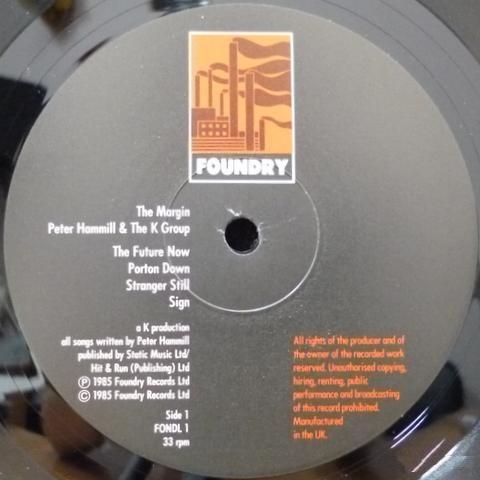 FOUNDRY
The Margin
Peter Hammill & The K Group
The Future Now
Porton Down
Stranger Still
Sign
a K production
all songs written by Peter Hammill
published by Static Music Ltd/
Hit & Run (Publishing) Ltd
Ⓟ 1985 Foundry Records Ltd
© 1985 Foundry Records Ltd
Side 1
FONDL 1
33 rpm
All rights of the producer and of
the owner of the recorded work
reserved. Unauthorised copying,
hiring, renting, public
performance and broadcasting
of this record prohibited.
Manufactured
in the UK.